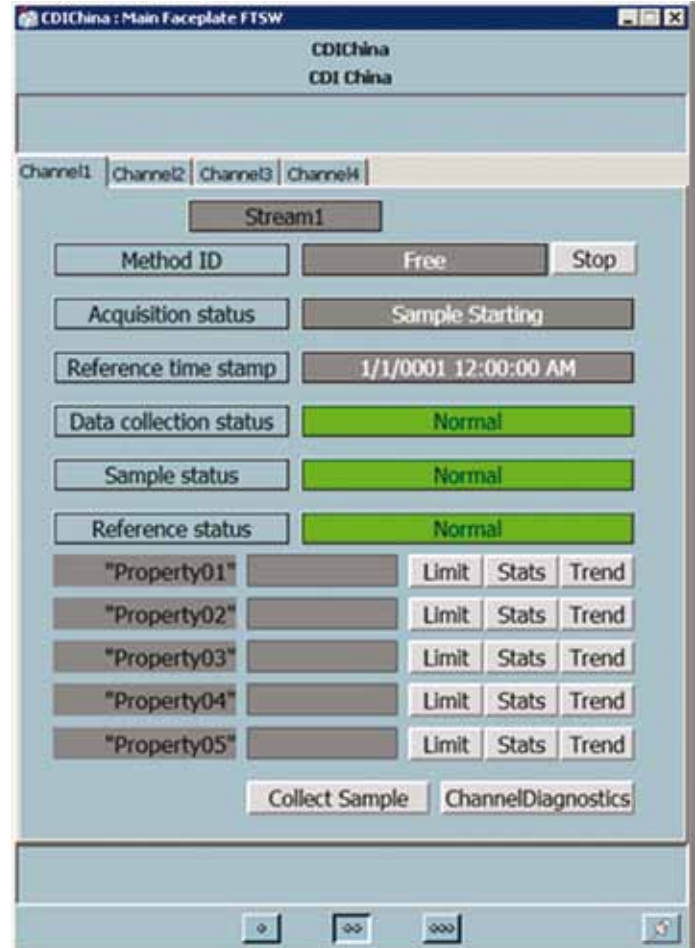 CDIChina : Main Faceplate FTSW
CDIChina
CDI China
Channel1 Channel2 Channel3 Channel4
Stream1
Method ID Free Stop
Acquisition status Sample Starting
Reference time stamp 1/1/0001 12:00:00 AM
Data collection status Normal
Sample status Normal
Reference status Normal
"Property01" Limit Stats Trend
"Property02" Limit Stats Trend
"Property03" Limit Stats Trend
"Property04" Limit Stats Trend
"Property05" Limit Stats Trend
Collect Sample ChannelDiagnostics